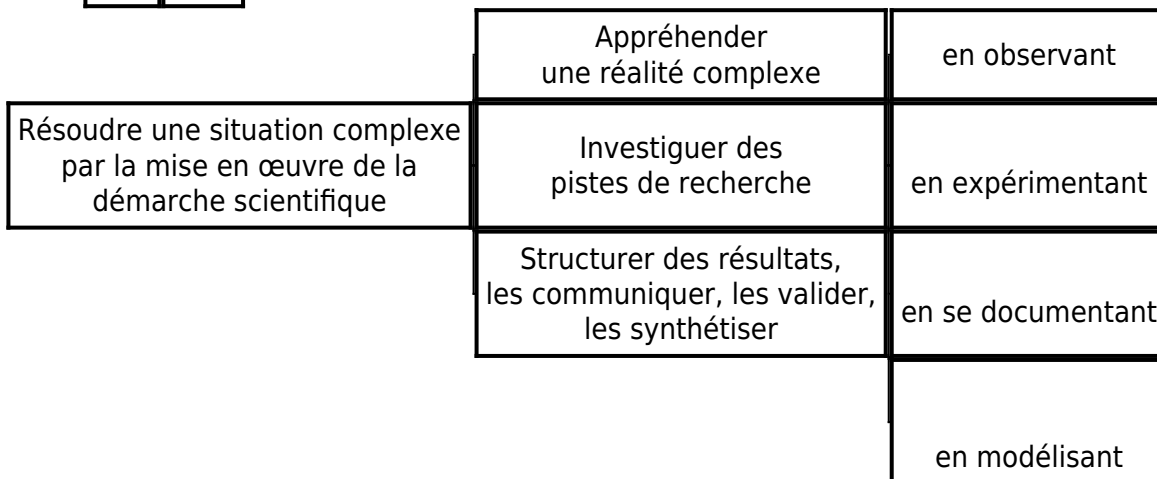 Appréhender
une réalité complexe
en observant
Résoudre une situation complexe
par la mise en œuvre de la
démarche scientifique
Investiguer des
pistes de recherche
en expérimentant
Structurer des résultats,
les communiquer, les valider,
les synthétiser
en se documentant
en modélisant